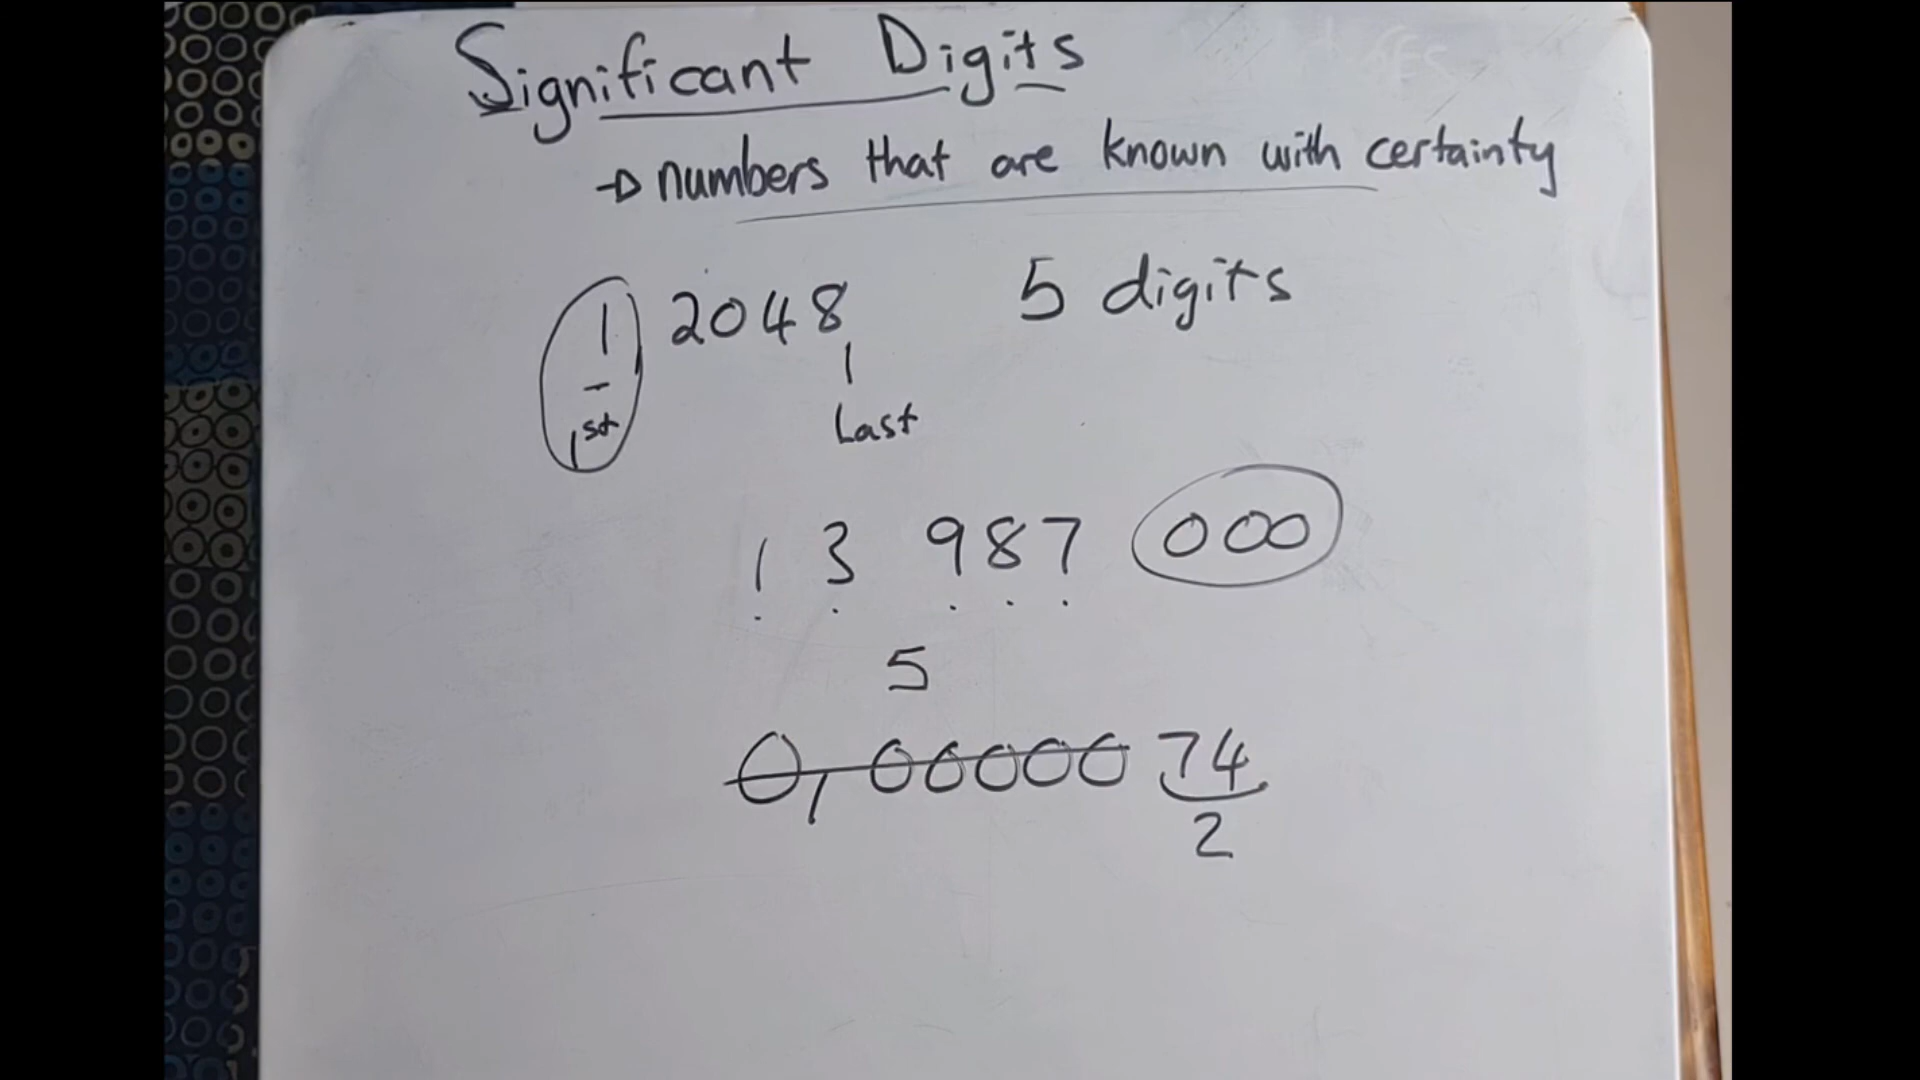 Significant Digits
→ numbers that are known with certainty
1 2048 5 digits
1st Last
13 987 000
5
0,0000074
2